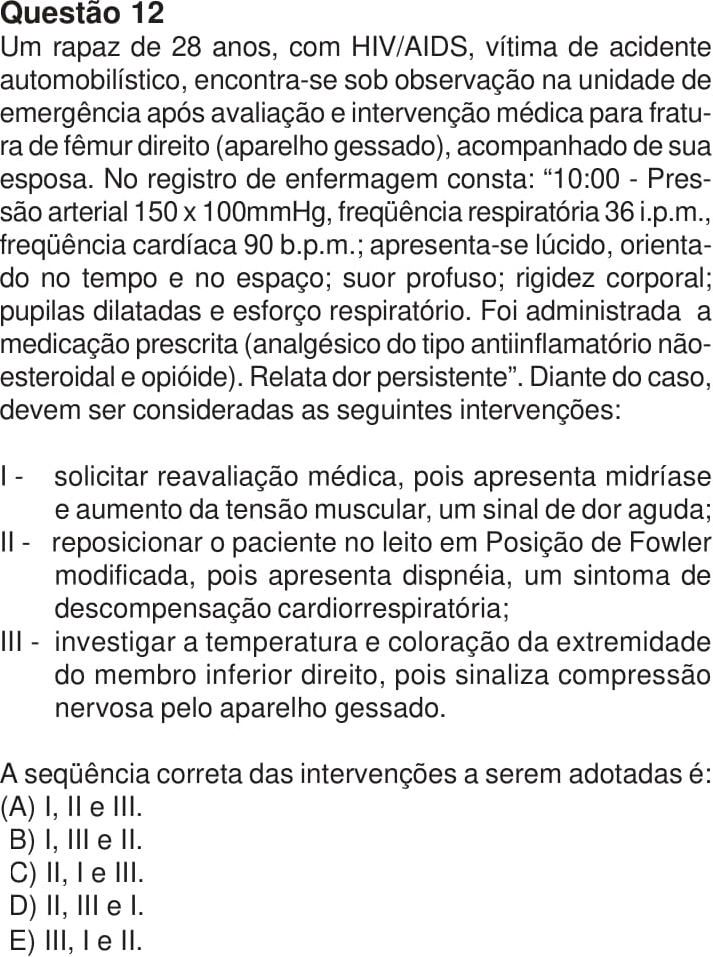 Questão 12
Um rapaz de 28 anos, com HIV/AIDS, vítima de acidente
automobilístico, encontra-se sob observação na unidade de
emergência após avaliação e intervenção médica para fratu-
ra de fêmur direito (aparelho gessado), acompanhado de sua
esposa. No registro de enfermagem consta: “10:00 - Pres-
são arterial 150 x 100mmHg, freqüência respiratória 36 i.p.m.,
freqüência cardíaca 90 b.p.m.; apresenta-se lúcido, orienta-
do no tempo e no espaço; suor profuso; rigidez corporal;
pupilas dilatadas e esforço respiratório. Foi administrada a
medicação prescrita (analgésico do tipo antiinflamatório não-
esteroidal e opióide). Relata dor persistente”. Diante do caso,
devem ser consideradas as seguintes intervenções:
I - solicitar reavaliação médica, pois apresenta midríase
e aumento da tensão muscular, um sinal de dor aguda;
II - reposicionar o paciente no leito em Posição de Fowler
modificada, pois apresenta dispnéia, um sintoma de
descompensação cardiorrespiratória;
III - investigar a temperatura e coloração da extremidade
do membro inferior direito, pois sinaliza compressão
nervosa pelo aparelho gessado.
A seqüência correta das intervenções a serem adotadas é:
(A) I, II e III.
B) I, III e II.
C) II, I e III.
D) II, III e I.
E) III, I e II.